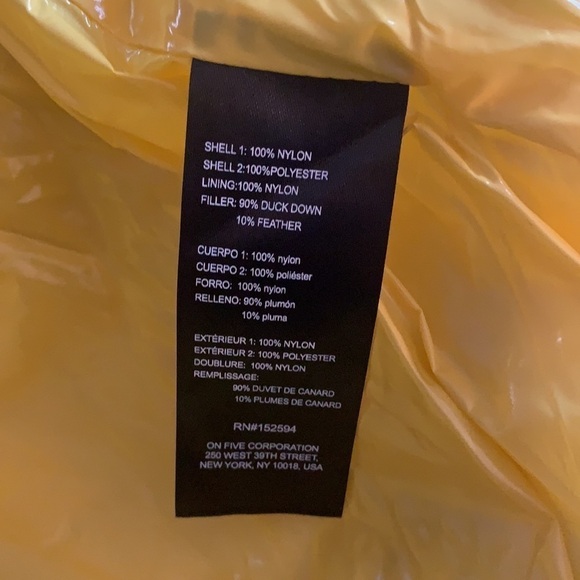 SHELL 1: 100% NYLON
SHELL 2:100%POLYESTER
LINING:100% NYLON
FILLER: 90% DUCK DOWN
10% FEATHER
CUERPO 1: 100% nylon
CUERPO 2: 100% poliéster
FORRO: 100% nylon
RELLENO: 90% plumón
10% pluma
EXTÉRIEUR 1: 100% NYLON
EXTÉRIEUR 2: 100% POLYESTER
DOUBLURE: 100% NYLON
REMPLISSAGE:
90% DUVET DE CANARD
10% PLUMES DE CANARD
RN#152594
ON FIVE CORPORATION
250 WEST 39TH STREET,
NEW YORK, NY 10018, USA